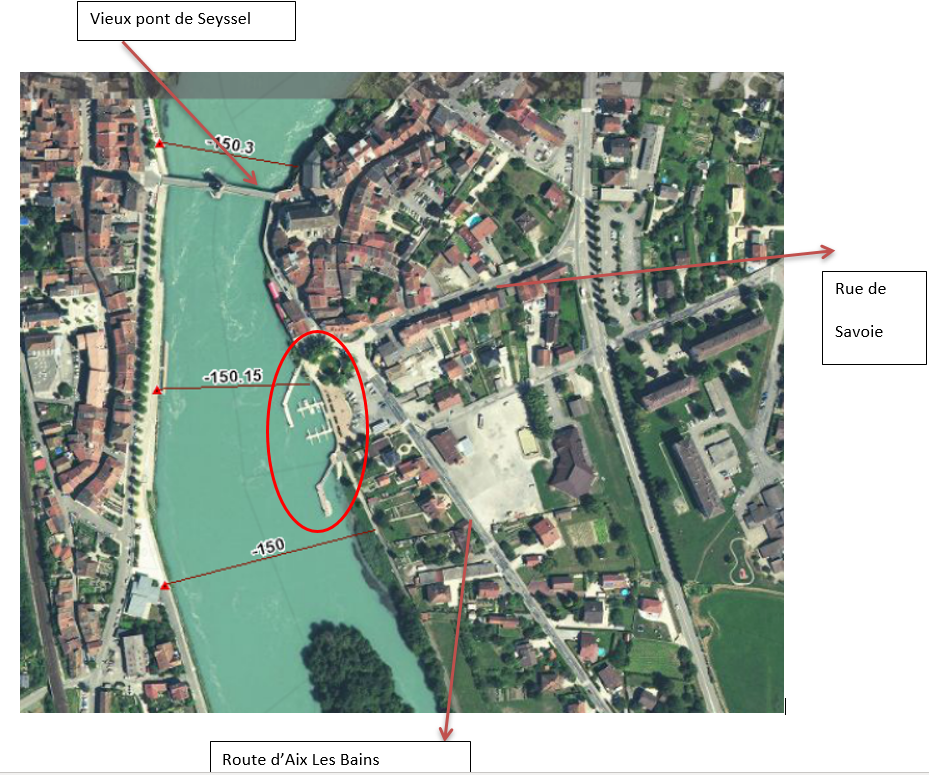 Vieux pont de Seyssel
-150.3
Rue de
Savoie
-150.15
-150
Route d’Aix Les Bains